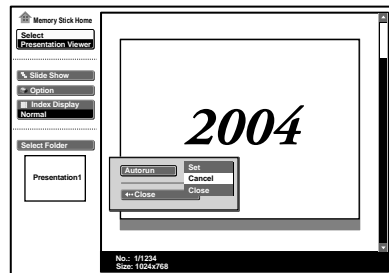 Memory Stick Home
Select
Presentation Viewer
Slide Show
Option
Index Display
Normal
Select Folder
Presentation1
2004
Autorun
Set
Cancel
Close
Close
No.: 1/1234
Size: 1024x768